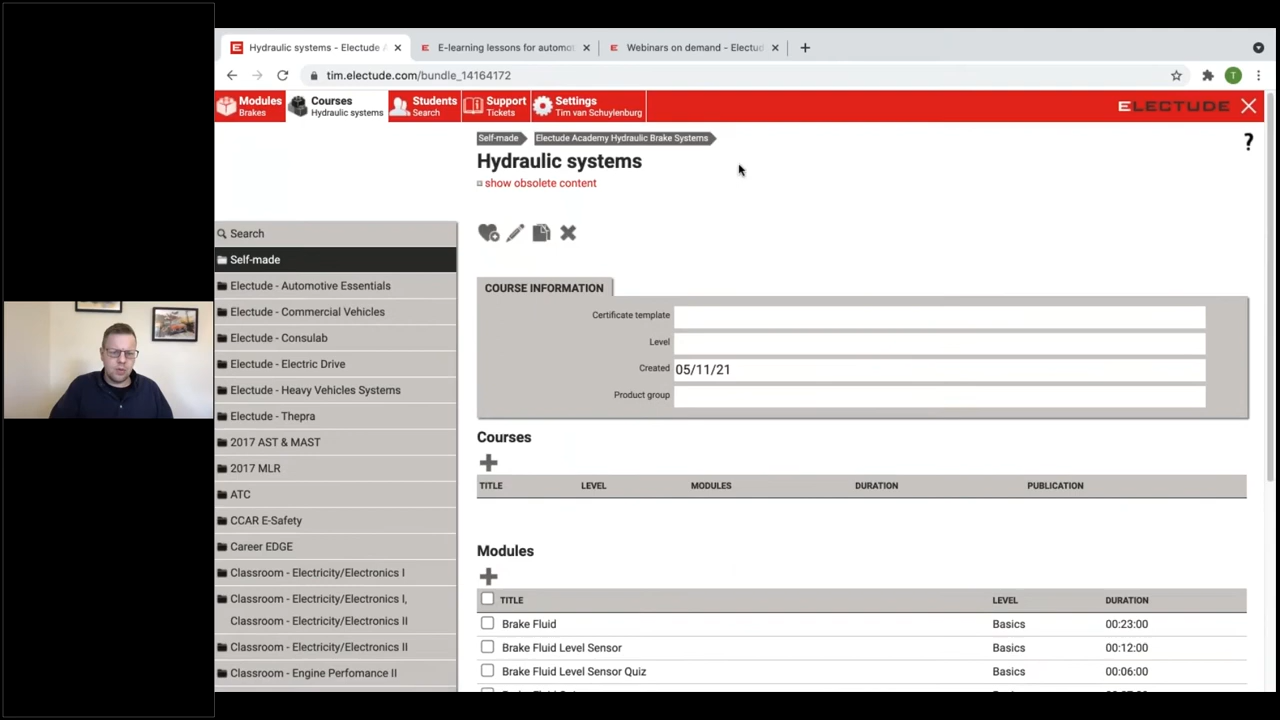 Hydraulic systems - Electude A
E-learning lessons for automot
Webinars on demand - Electud
T
tim.electude.com/bundle_14164172
Modules
Brakes
Courses
Hydraulic systems
Students
Search
Support
Tickets
Settings
Tim van Schuylenburg
ELECTUDE
Self-made
Electude Academy Hydraulic Brake Systems
?
Hydraulic systems
show obsolete content
Search
Self-made
Electude - Automotive Essentials
Electude - Commercial Vehicles
Electude - Consulab
Electude - Electric Drive
Electude - Heavy Vehicles Systems
Electude - Thepra
2017 AST & MAST
2017 MLR
ATC
CCAR E-Safety
Career EDGE
Classroom - Electricity/Electronics I
Classroom - Electricity/Electronics I,
Classroom - Electricity/Electronics II
Classroom - Electricity/Electronics II
Classroom - Engine Perfomance II
COURSE INFORMATION
Certificate template
Level
Created 05/11/21
Product group
Courses
TITLE LEVEL MODULES DURATION PUBLICATION
Modules
TITLE LEVEL DURATION
Brake Fluid Basics 00:23:00
Brake Fluid Level Sensor Basics 00:12:00
Brake Fluid Level Sensor Quiz Basics 00:06:00